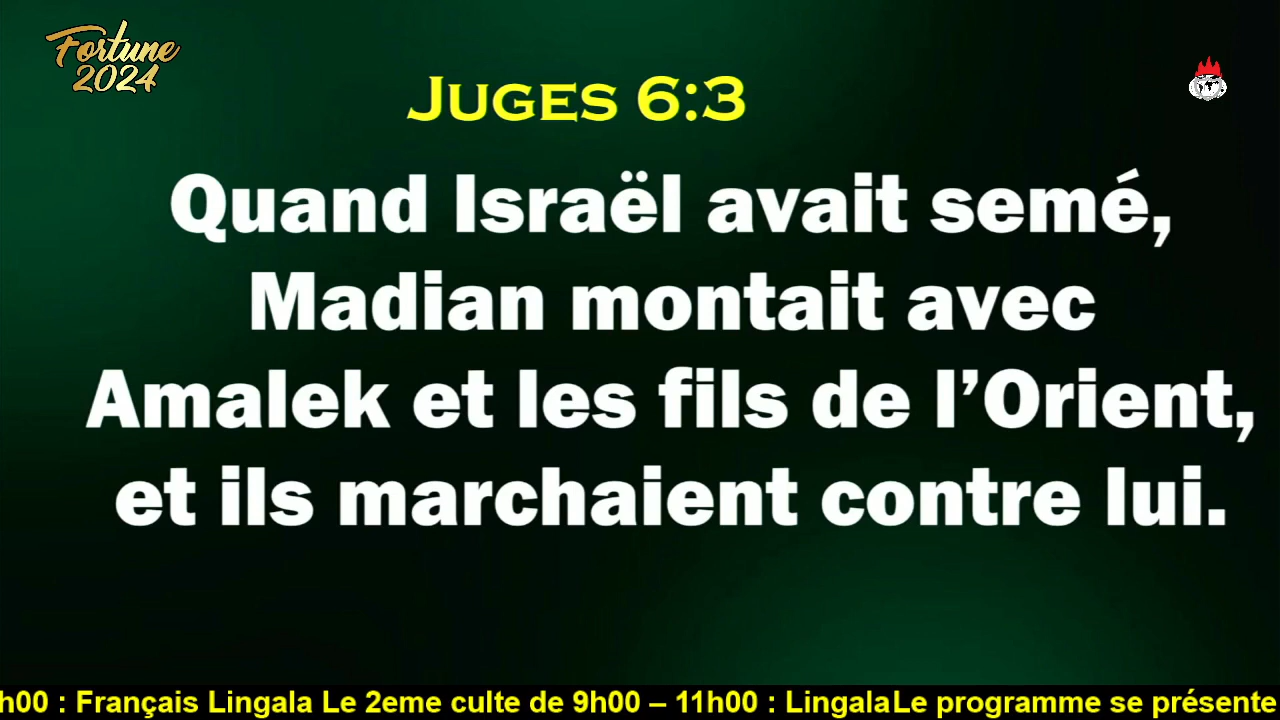 Fortune
2024
JUGES 6:3
Quand Israël avait semé,
Madian montait avec
Amalek et les fils de l’Orient,
et ils marchaient contre lui.
h00 : Français Lingala Le 2eme culte de 9h00 – 11h00 : LingalaLe programme se présente